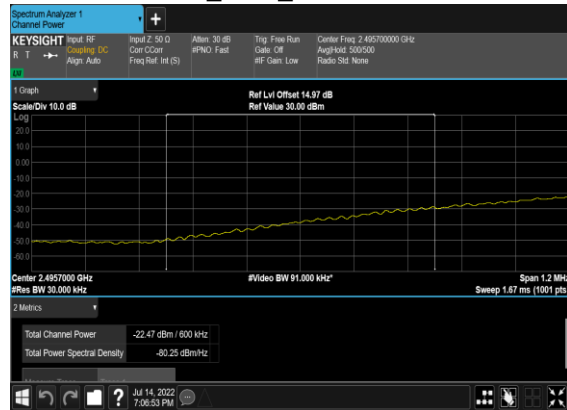 Spectrum Analyzer 1
Channel Power
+
KEYSIGHT Input: RF Input Z: 50 Ω Atten: 30 dB Trig: Free Run Center Freq: 2.495700000 GHz
R T Coupling: DC Corr CCorr #PNO: Fast Gate: Off Avg|Hold: 500/500
Align: Auto Freq Ref: Int (S) #IF Gain: Low Radio Std: None
LV
1 Graph Ref Lvl Offset 14.97 dB
Scale/Div 10.0 dB Ref Value 30.00 dBm
Log
20.0
10.0
0.00
-10.0
-20.0
-30.0
-40.0
-50.0
-60.0
Center 2.4957000 GHz #Video BW 91.000 kHz* Span 1.2 MHz
#Res BW 30.000 kHz Sweep 1.67 ms (1001 pts
2 Metrics
Total Channel Power -22.47 dBm / 600 kHz
Total Power Spectral Density -80.25 dBm/Hz
? Jul 14, 2022
7:06:53 PM